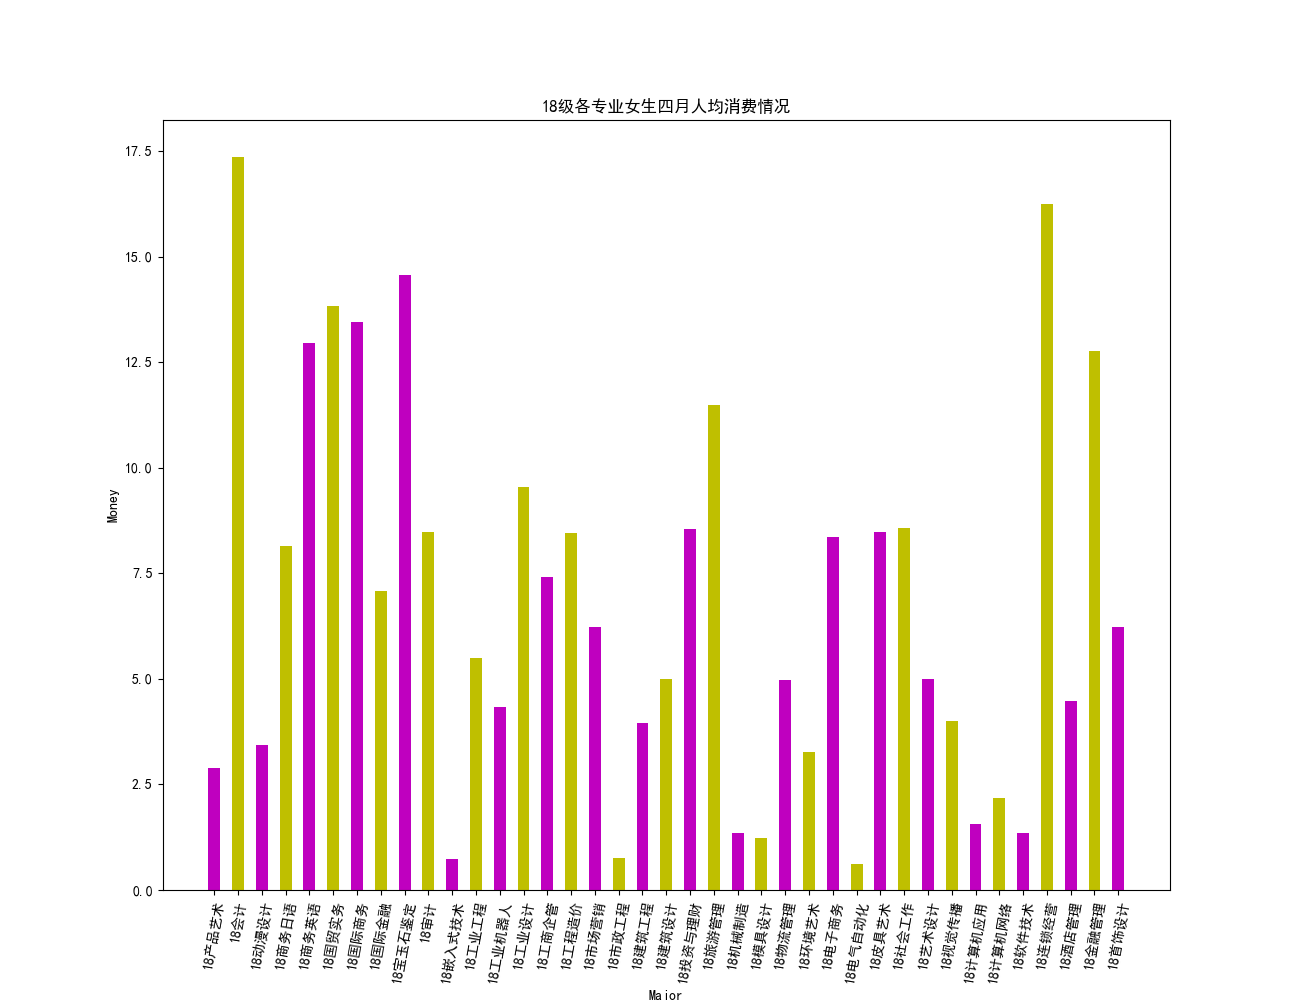 18级各专业女生四月人均消费情况
17.5
15.0
12.5
10.0
7.5
5.0
2.5
0.0
Money
18产品艺术
18会计
18动漫设计
18商务日语
18商务英语
18国贸实务
18国际商务
18国际金融
18宝玉石鉴定
18审计
18嵌入式技术
18工业工程
18工业机器人
18工业设计
18工商企管
18工程造价
18市场营销
18市政工程
18建筑工程
18建筑设计
18投资与理财
18旅游管理
18机械制造
18模具设计
18物流管理
18环境艺术
18电子商务
18电气自动化
18皮具艺术
18社会工作
18艺术设计
18视觉传播
18计算机应用
18计算机网络
18软件技术
18连锁经营
18酒店管理
18金融管理
18首饰设计
Major